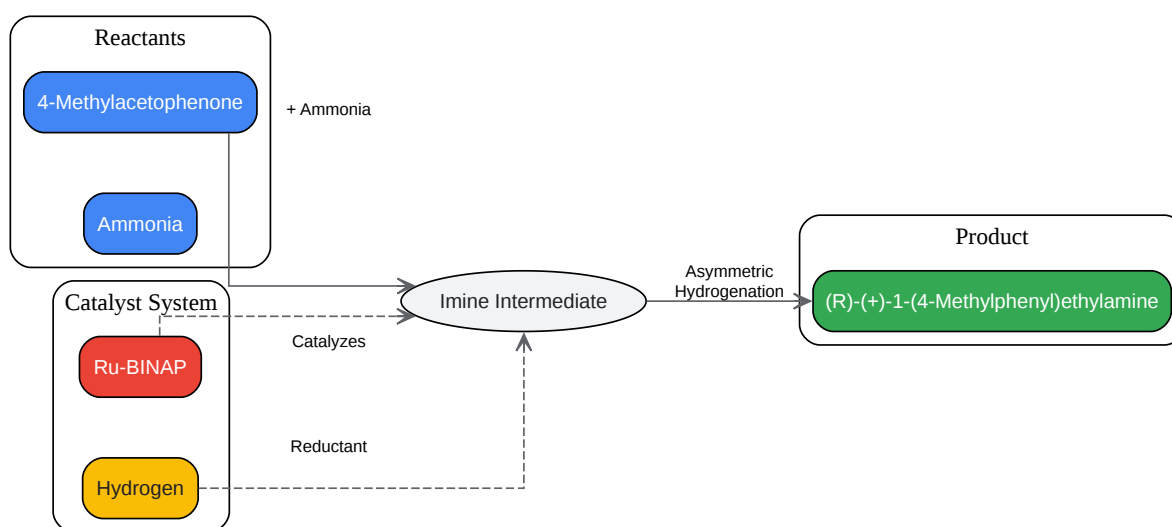 Reactants
4-Methylacetophenone
+ Ammonia
Ammonia
Catalyst System
Ru-BINAP
Catalyzes
Reductant
Hydrogen
Imine Intermediate
Asymmetric
Hydrogenation
Product
(R)-(+)-1-(4-Methylphenyl)ethylamine